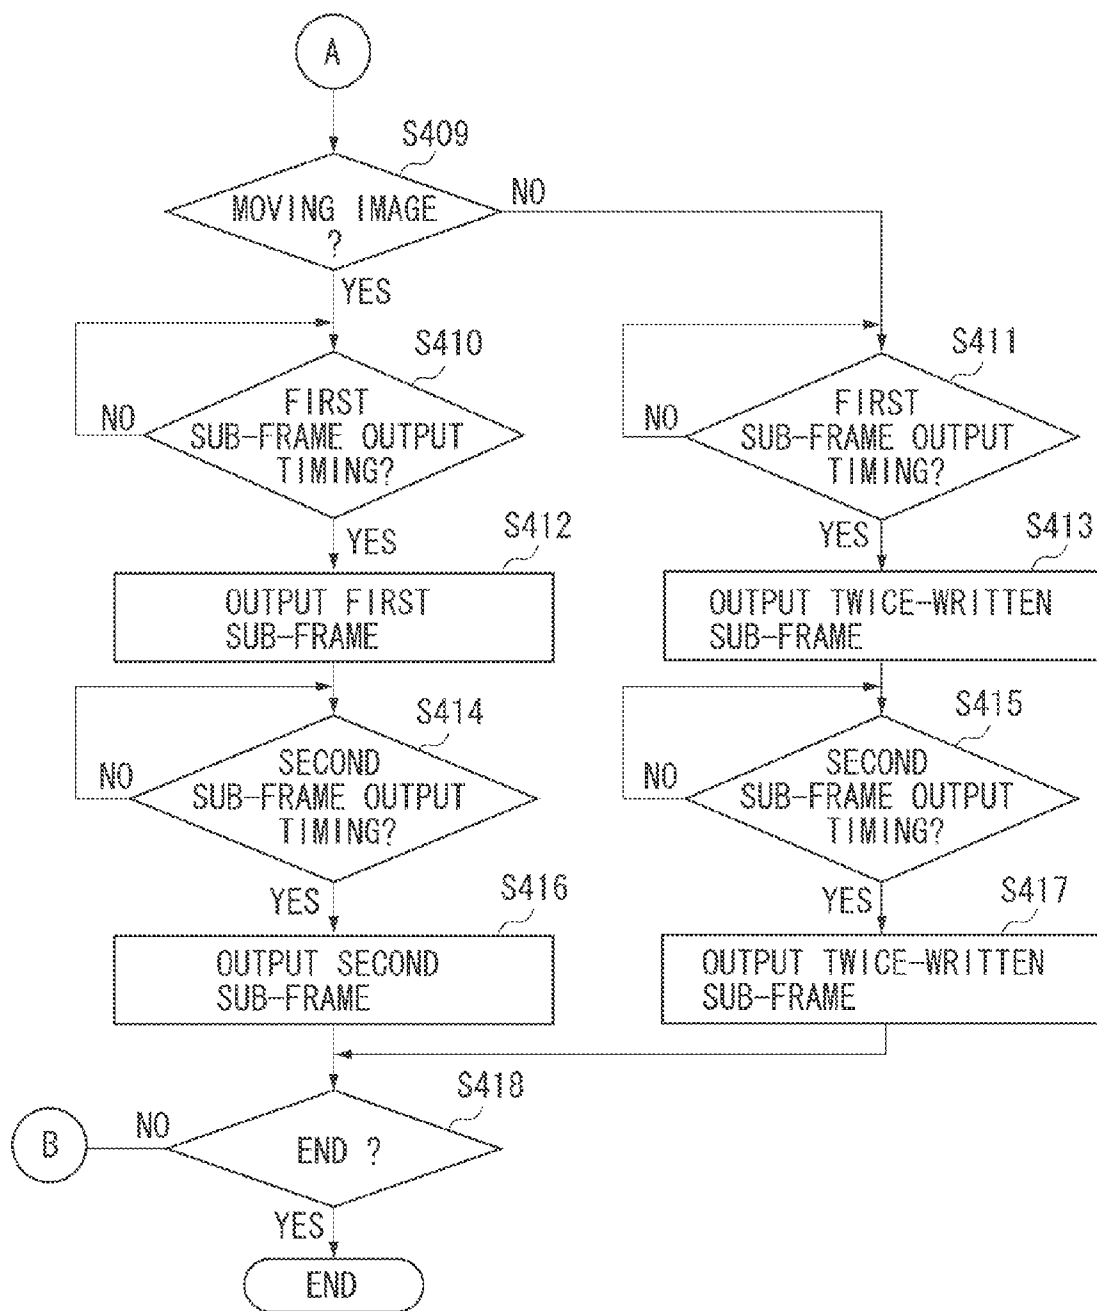 A
S409
MOVING IMAGE
?
NO
YES
S410
FIRST
SUB-FRAME OUTPUT
TIMING?
NO
YES
S411
FIRST
SUB-FRAME OUTPUT
TIMING?
NO
YES
S412
OUTPUT FIRST
SUB-FRAME
S413
OUTPUT TWICE-WRITTEN
SUB-FRAME
S414
SECOND
SUB-FRAME OUTPUT
TIMING?
NO
YES
S415
SECOND
SUB-FRAME OUTPUT
TIMING?
NO
YES
S416
OUTPUT SECOND
SUB-FRAME
S417
OUTPUT TWICE-WRITTEN
SUB-FRAME
S418
END ?
NO
B
YES
END